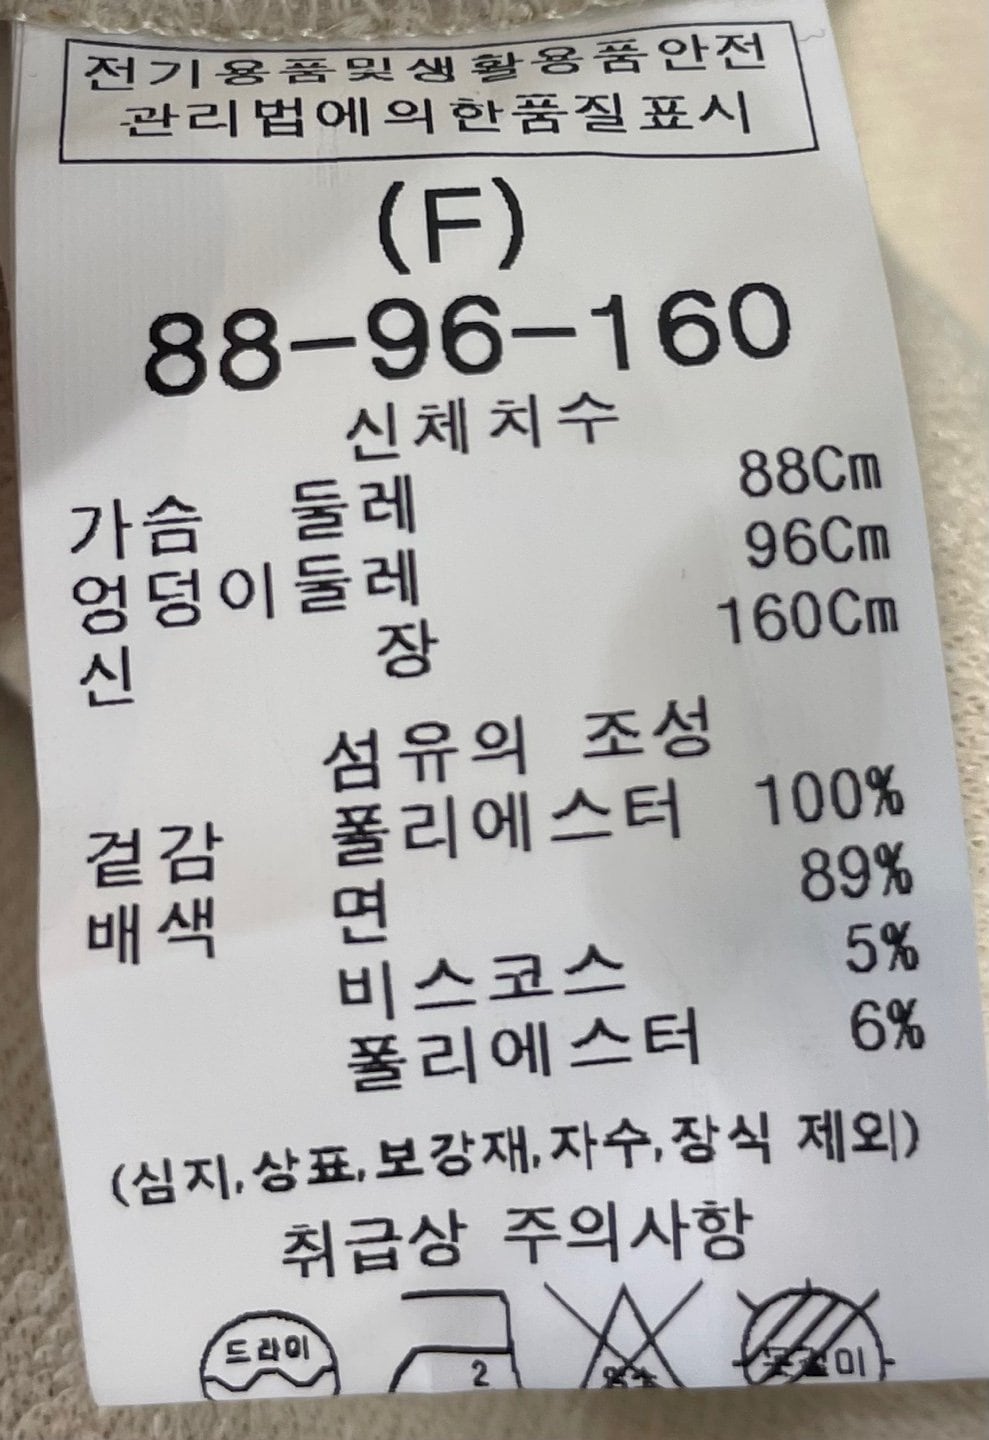 전기용품및생활용품안전
관리법에의한품질표시
(F)
88-96-160
신체치수
가슴 둘레 88Cm
엉덩이둘레 96Cm
신 장 160Cm
섬유의 조성
겉감 폴리에스터 100%
배색 면 89%
비스코스 5%
폴리에스터 6%
(심지,상표,보강재,자수,장식 제외)
취급상 주의사항
드라이 2